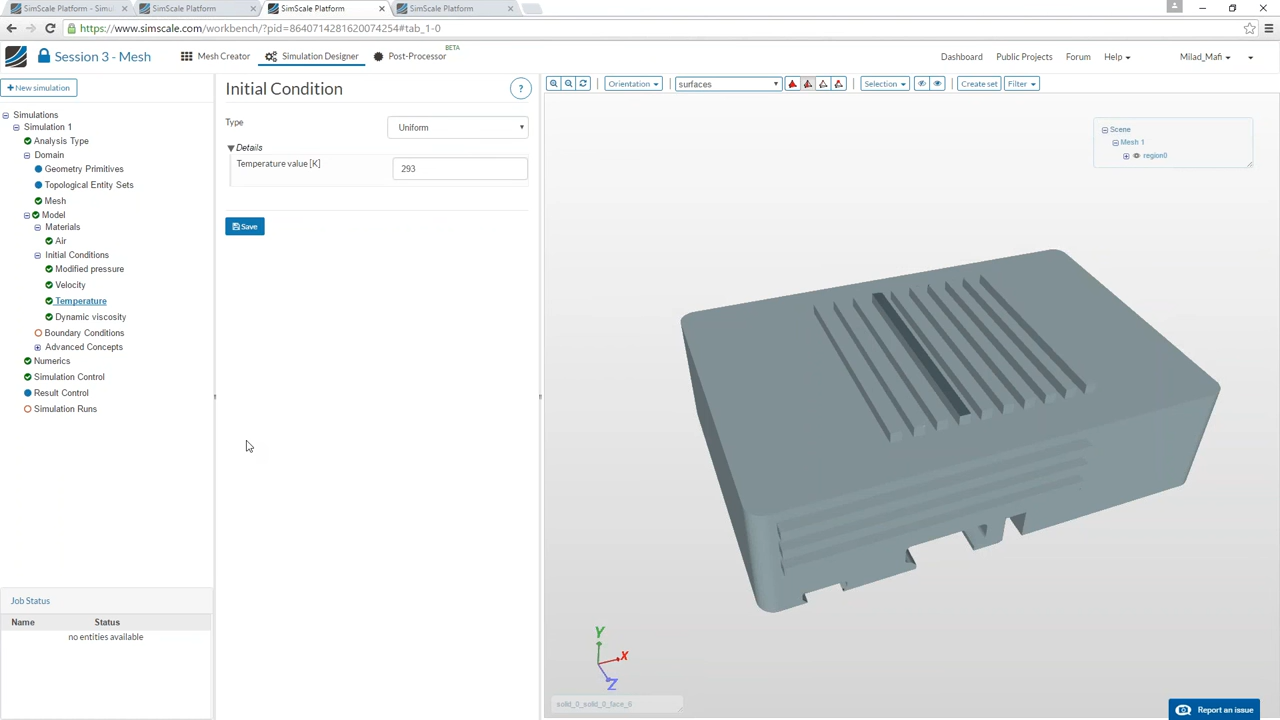 SimScale Platform - Simul
SimScale Platform
SimScale Platform
SimScale Platform
https://www.simscale.com/workbench/?pid=8640714281620074254#tab_1-0
Session 3 - Mesh
Mesh Creator
Simulation Designer
Post-Processor
BETA
Dashboard
Public Projects
Forum
Help
Milad_Mafi
New simulation
Initial Condition
?
Orientation
surfaces
Selection
Create set
Filter
Simulations
Simulation 1
Analysis Type
Domain
Geometry Primitives
Topological Entity Sets
Mesh
Model
Materials
Air
Initial Conditions
Modified pressure
Velocity
Temperature
Dynamic viscosity
Boundary Conditions
Advanced Concepts
Numerics
Simulation Control
Result Control
Simulation Runs
Type
Uniform
Details
Temperature value [K]
293
Save
Scene
Mesh 1
region0
Job Status
Name Status
no entities available
Y
X
Z
solid_0_solid_0_face_6
Report an issue